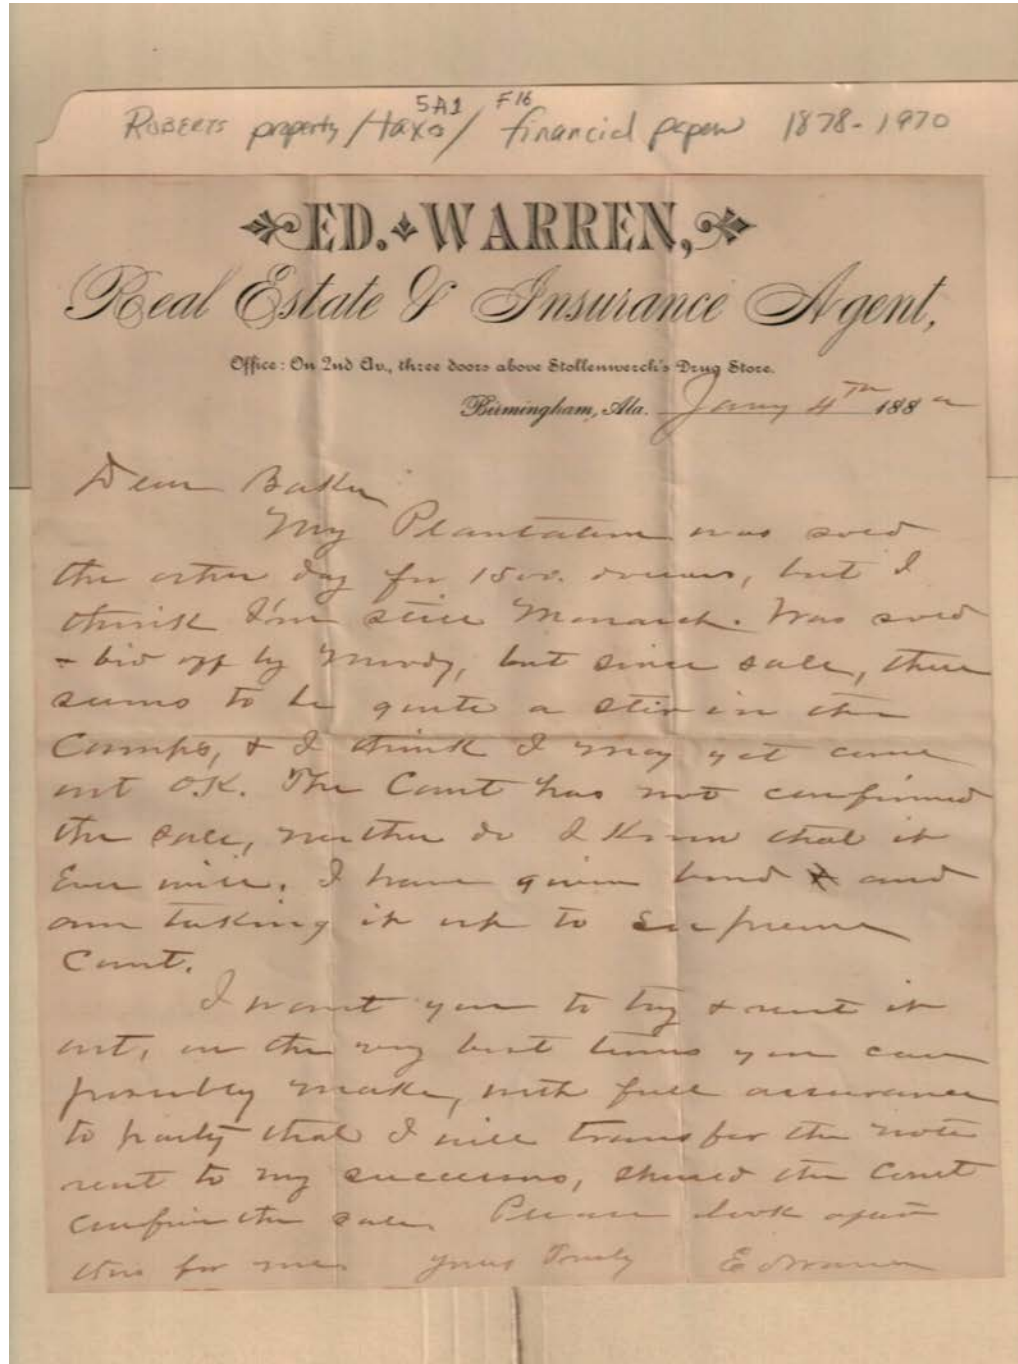 5A1 F16
Roberts property/taxes/ financial papers 1878-1970
ED. WARREN,
Real Estate & Insurance Agent,
Office: On 2nd Av., three doors above Stollenwerck's Drug Store.
Birmingham, Ala. Jany 4th 188
Dear
My Plantation was sold
the other day for 1500. dollars, but I
think I'm still Monarch. Was sold
& bid off by Moody, but since sale, there
seems to be quite a stir in the
Camps, & I think I may yet come
out O.K. The Court has not confirmed
the sale, neither do I Know that it
Ever will. I have given bond and
am taking it up to Supreme
Court.
I want you to try & rent it
out, on the very best terms you can
possibly make, with full assurance
to party that I will transfer the note
rent to my successors, should the Court
confirm the sale. Please look after
this for me. Yours Truly Ed Warren